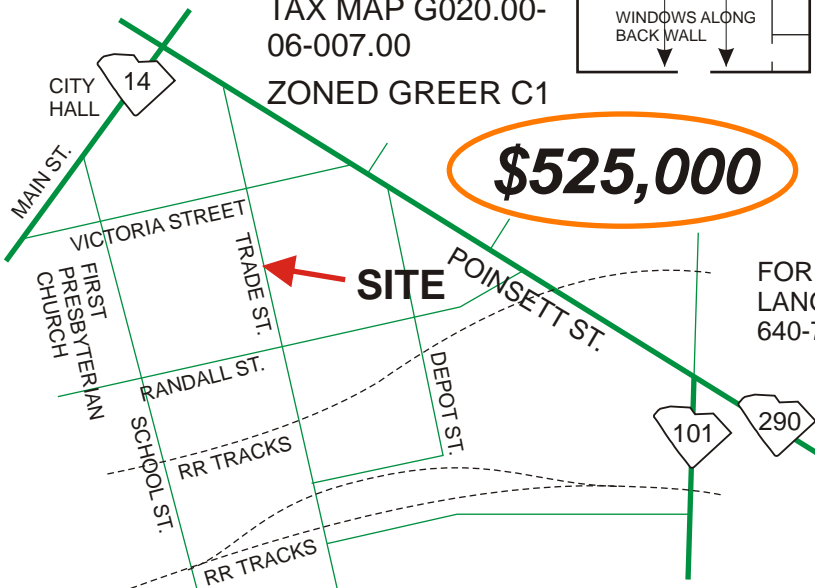 TAX MAP G020.00-
06-007.00
ZONED GREER C1
WINDOWS ALONG
BACK WALL
$525,000
CITY
HALL
14
MAIN ST.
VICTORIA STREET
TRADE ST.
SITE
FIRST
PRESBYTERIAN
CHURCH
POINSETT ST.
FOR
640-
RANDALL ST.
DEPOT ST.
SCHOOL ST.
RR TRACKS
101
290
RR TRACKS